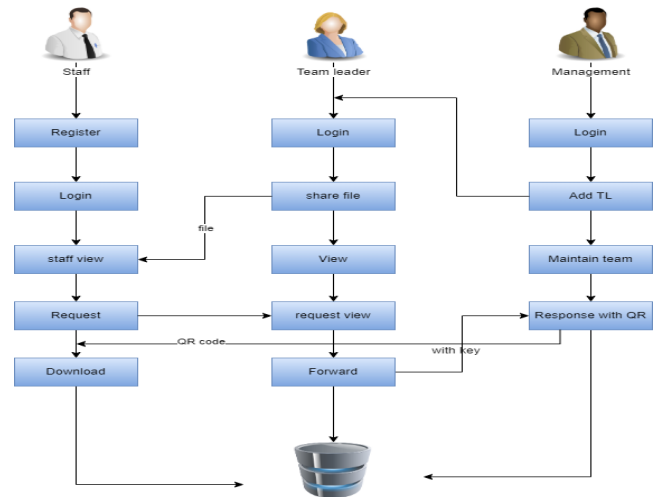 Staff
Team leader
Management
Register
Login
Login
Login
share file
Add TL
file
staff view
View
Maintain team
Request
request view
Response with QR
QR code
with key
Download
Forward